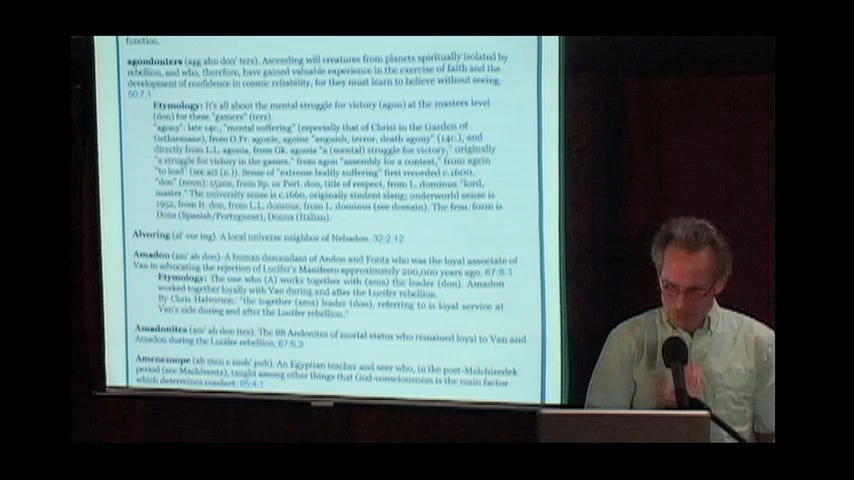 function.
agondonters (agg ahn don' ters). Ascending will creatures from planets spiritually isolated by
rebellion, and who, therefore, have gained valuable experience in the exercise of faith and the
development of confidence in cosmic reliability, for they must learn to believe without seeing.
50:7.1
Etymology: It's all about the mental struggle for victory (agon) at the masters level
(don) for these "gamers" (ters).
"agony": late 14c., "mental suffering" (especially that of Christ in the Garden of
Gethsemane), from O.Fr. agonie, agoine "anguish, terror, death agony" (14c.), and
directly from L.L. agonia, from Gk. agonia "a (mental) struggle for victory," originally
"a struggle for victory in the games," from agon "assembly for a contest," from agein
"to lead" (see act (n.)). Sense of "extreme bodily suffering" first recorded c.1600.
"don" (noun): 1520s, from Sp. or Port. don, title of respect, from L. dominus "lord,
master." The university sense is c.1660, originally student slang; underworld sense is
1952, from It. don, from L.L. domnus, from L. dominus (see domain). The fem. form is
Dona (Spanish/Portuguese), Donna (Italian).
Alvoring (al' vor ing). A local universe neighbor of Nebadon. 32:2.12
Amadon (am' ah don). A human descendant of Andon and Fonta who was the loyal associate of
Van in advocating the rejection of Lucifer's Manifesto approximately 200,000 years ago. 67:8.1
Etymology: The one who (A) works together with (ama) the leader (don). Amadon
worked together loyally with Van during and after the Lucifer rebellion.
By Chris Halvorson: "the together (ama) leader (don), referring to is loyal service at
Van's side during and after the Lucifer rebellion."
Amadonites (am' ah don ites). The Andonites of mortal status who remained loyal to Van and
Amadon during the Lucifer rebellion. 67:6.3
Amenemope (ah men e moh' puh). An Egyptian teacher and seer who, in the post-Melchizedek
period (see Machiventa), taught among other things that God-consciousness is the main factor
which determines conduct. 95:4.1